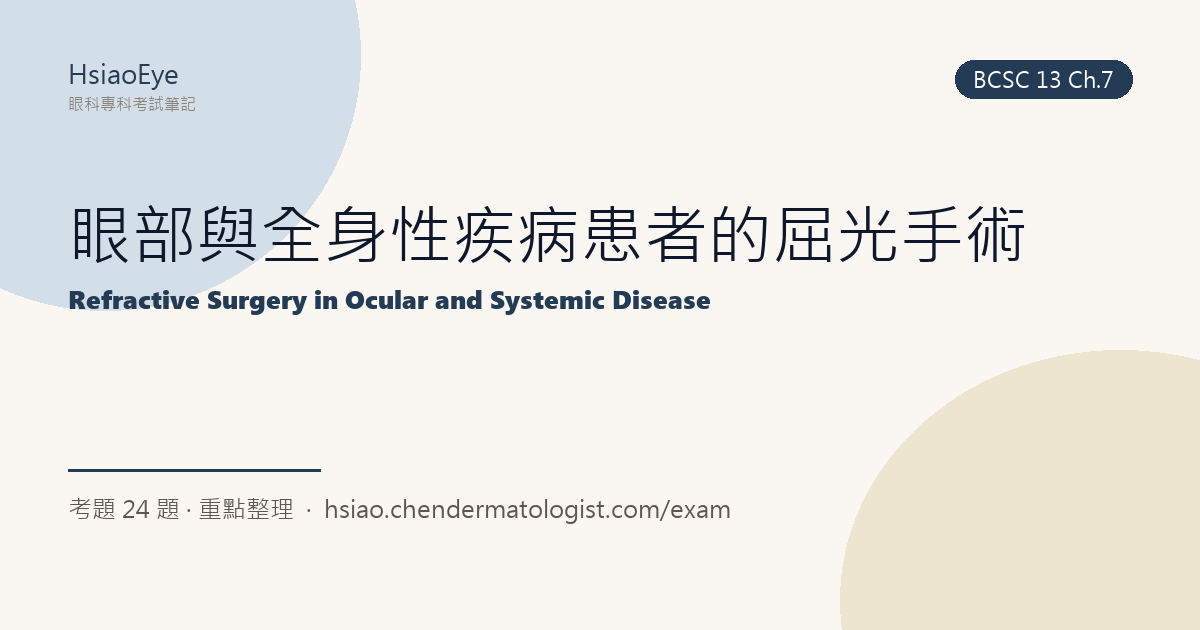 HsiaoEye
眼科專科考試筆記
BCSC 13 Ch.7
眼部與全身性疾病患者的屈光手術
Refractive Surgery in Ocular and Systemic Disease
考題 24 題 · 重點整理 · hsiao.chendermatologist.com/exam